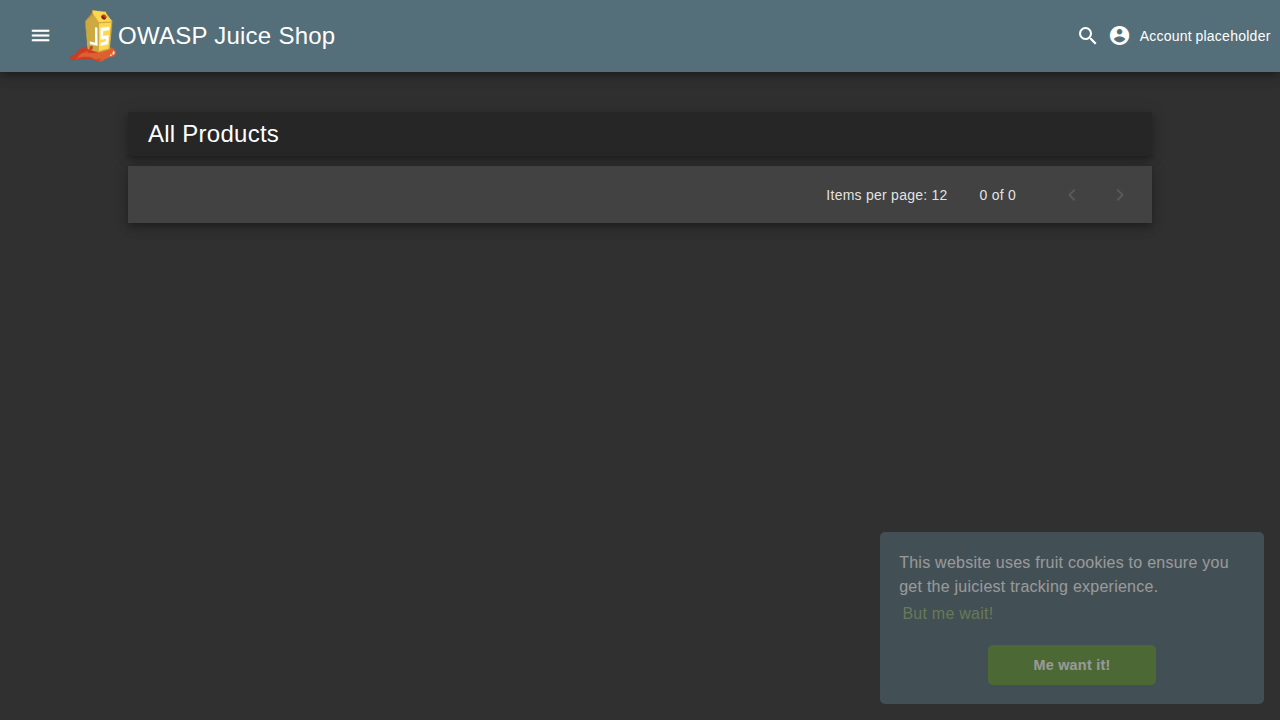 JS
OWASP Juice Shop
Account placeholder
All Products
Items per page: 12
0 of 0
This website uses fruit cookies to ensure you
get the juiciest tracking experience.
But me wait!
Me want it!